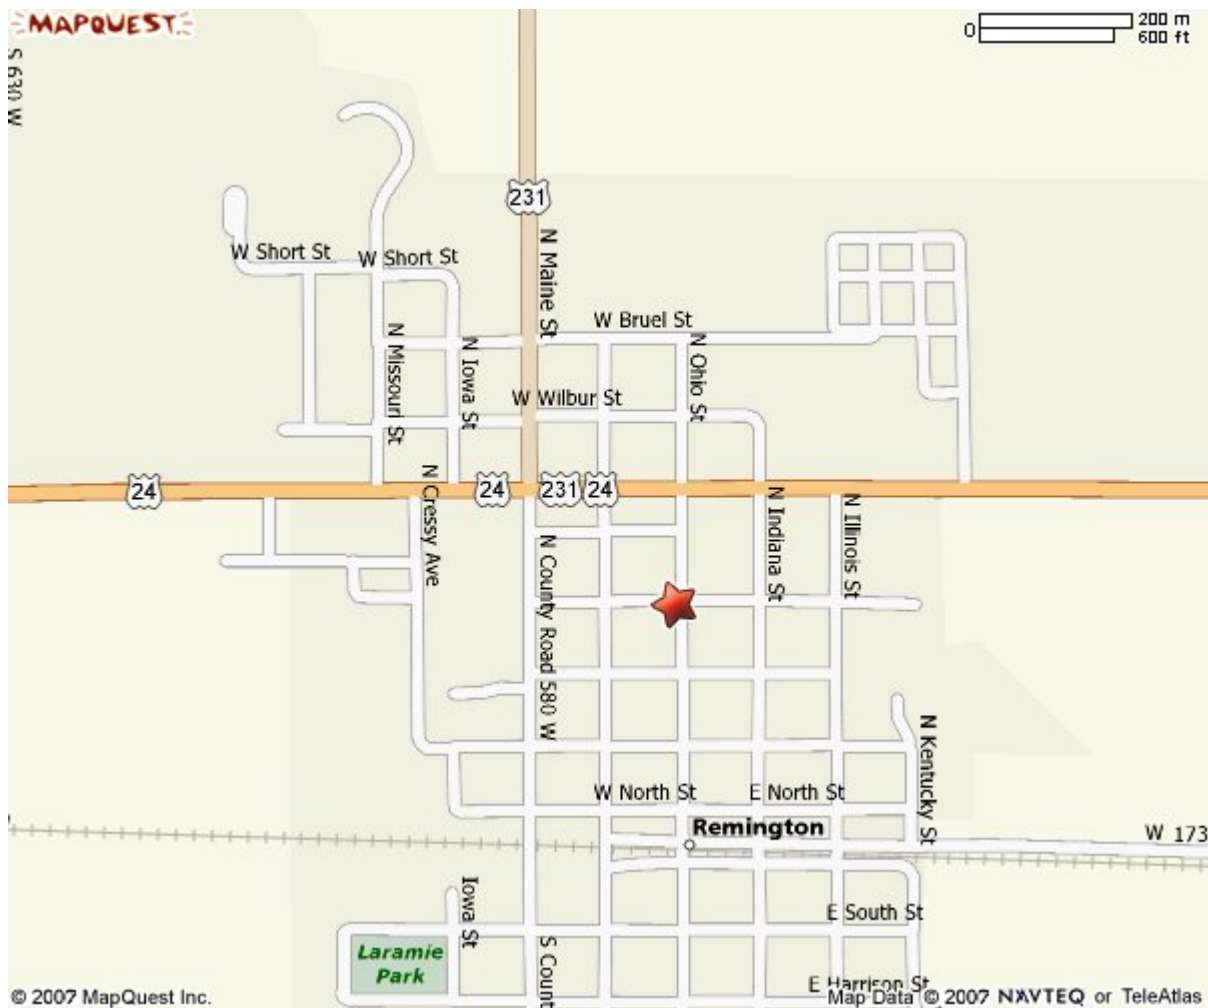 MAPQUEST
200 m
0
600 ft
S 630 W
231
W Short St
W Short St
N Maine St
W Bruel St
N Missouri St
N Iowa St
N Ohio St
W Wilbur St
24
N Cressy Ave
24
231
24
N Indiana St
N Illinois St
N County Road 580 W
N Kentucky St
W North St
E North St
Remington
W 173
Iowa St
E South St
Laramie
Park
S Count
E Harrison St
© 2007 MapQuest Inc.
Map Data © 2007 NAVTEQ or TeleAtlas